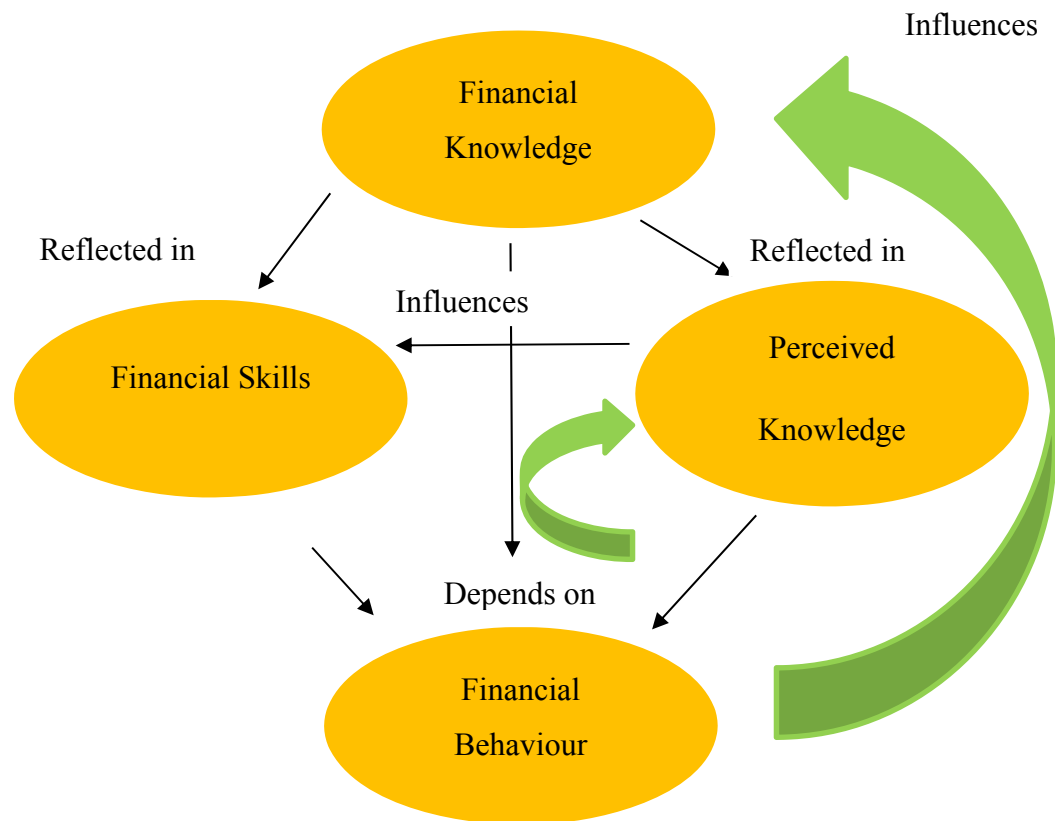 Influences
Financial
Knowledge
Reflected in
Reflected in
Influences
Financial Skills
Perceived
Knowledge
Depends on
Financial
Behaviour